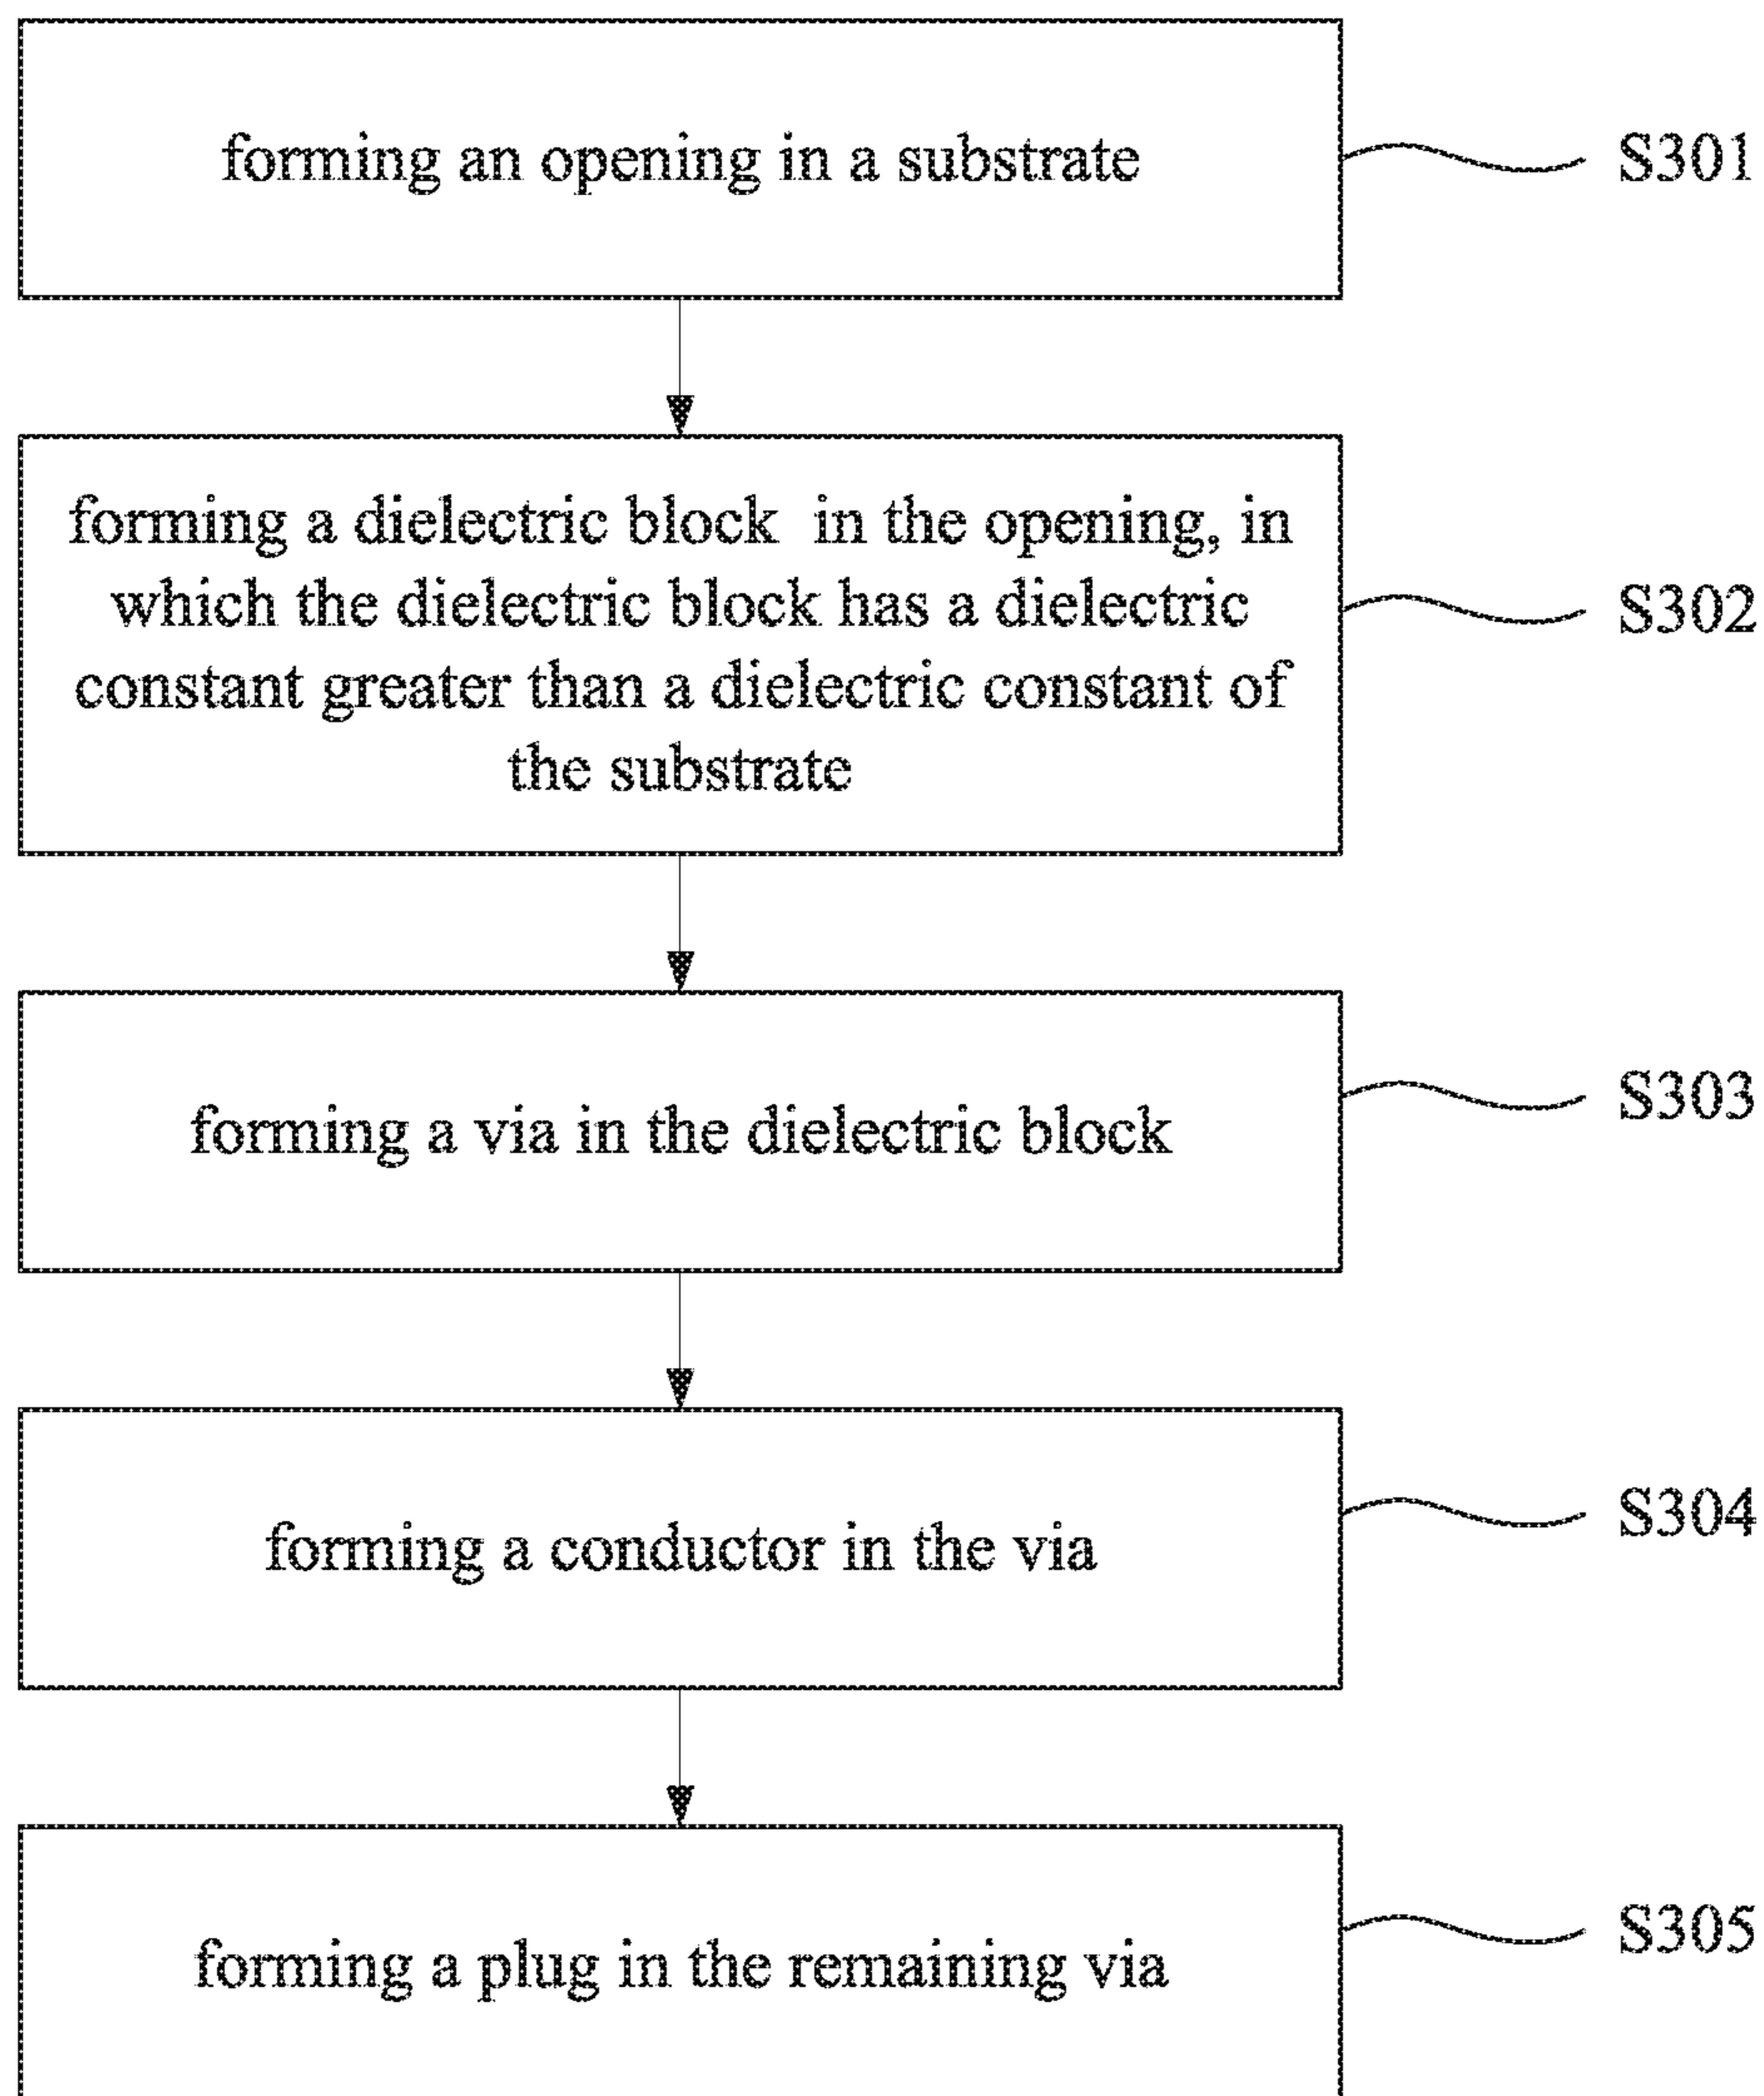 forming an opening in a substrate
S301
forming a dielectric block in the opening, in
which the dielectric block has a dielectric
constant greater than a dielectric constant of
the substrate
S302
forming a via in the dielectric block
S303
forming a conductor in the via
S304
forming a plug in the remaining via
S305